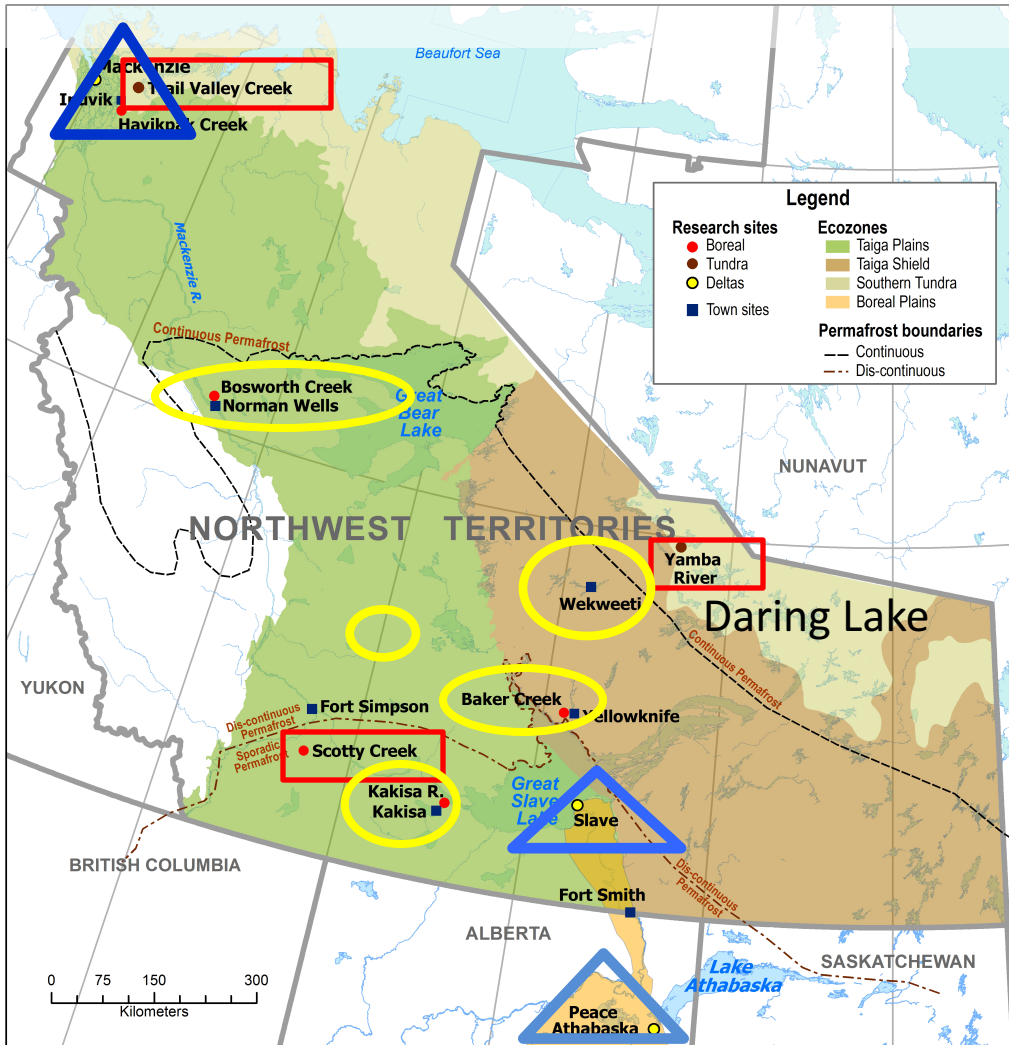 Beaufort Sea
Mackenzie
Trail Valley Creek
Inuvik
Havikpak Creek
Mackenzie R.
Legend
Research sites
Boreal
Tundra
Deltas
Town sites
Ecozones
Taiga Plains
Taiga Shield
Southern Tundra
Boreal Plains
Permafrost boundaries
Continuous
Dis-continuous
Continuous Permafrost
Bosworth Creek
Norman Wells
Great
Bear
Lake
NUNAVUT
NORTHWEST TERRITORIES
Yamba
River
Wekweeti
Daring Lake
Continuous Permafrost
YUKON
Baker Creek
Yellowknife
Fort Simpson
Dis-continuous
Permafrost
Sporadic
Permafrost
Scotty Creek
Kakisa R.
Kakisa
Great
Slave
Lake
Slave
BRITISH COLUMBIA
Dis-continuous
Permafrost
Fort Smith
ALBERTA
SASKATCHEWAN
Lake
Athabaska
Peace
Athabaska
0 75 150 300
Kilometers